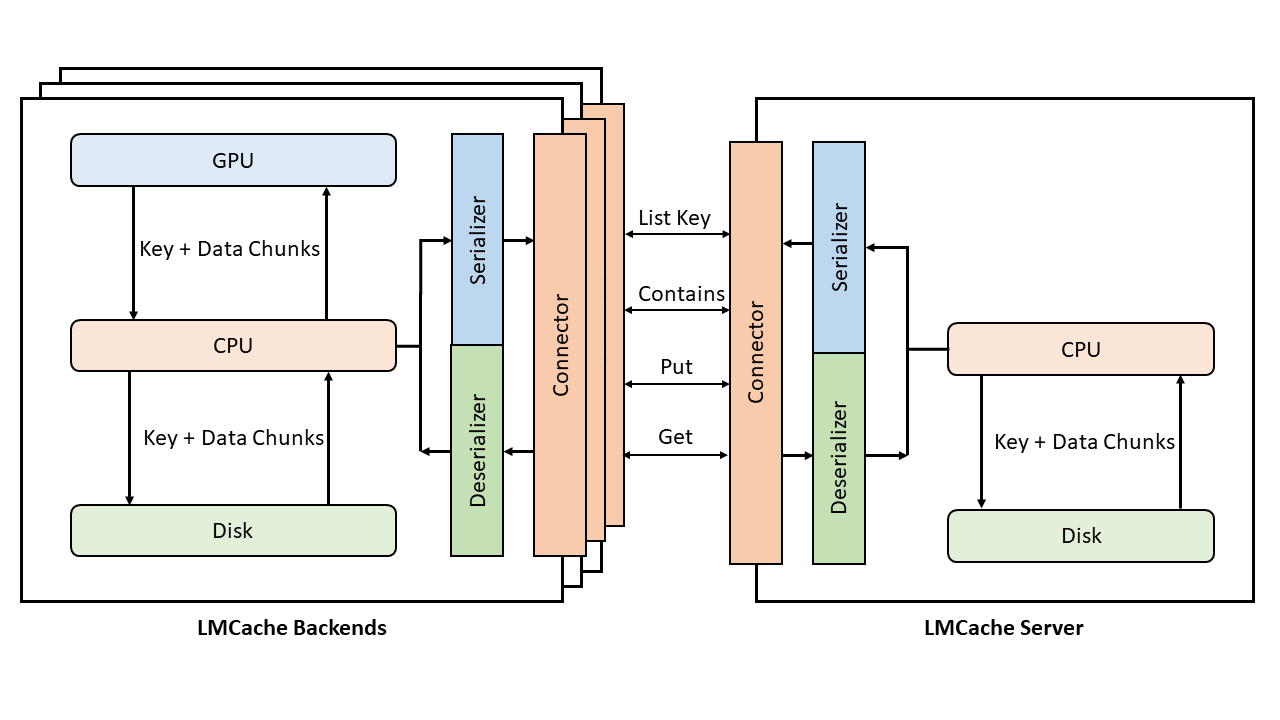 GPU
Key + Data Chunks
CPU
Key + Data Chunks
Disk
Serializer
Deserializer
Connector
LMCache Backends
List Key
Contains
Put
Get
Connector
Serializer
Deserializer
CPU
Key + Data Chunks
Disk
LMCache Server